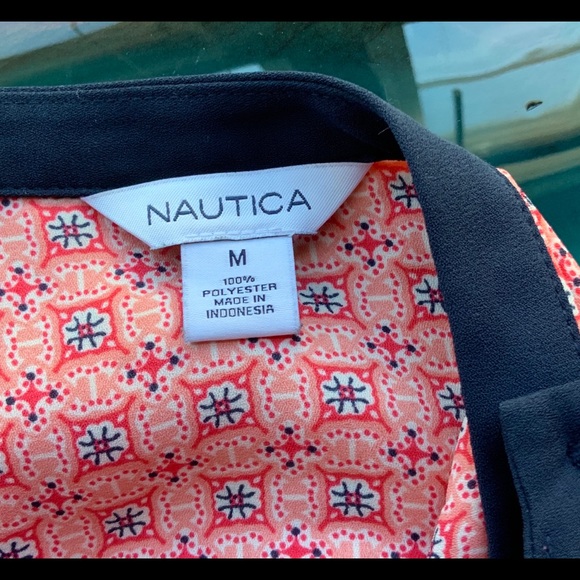 NAUTICA
M
100%
POLYESTER
MADE IN
INDONESIA